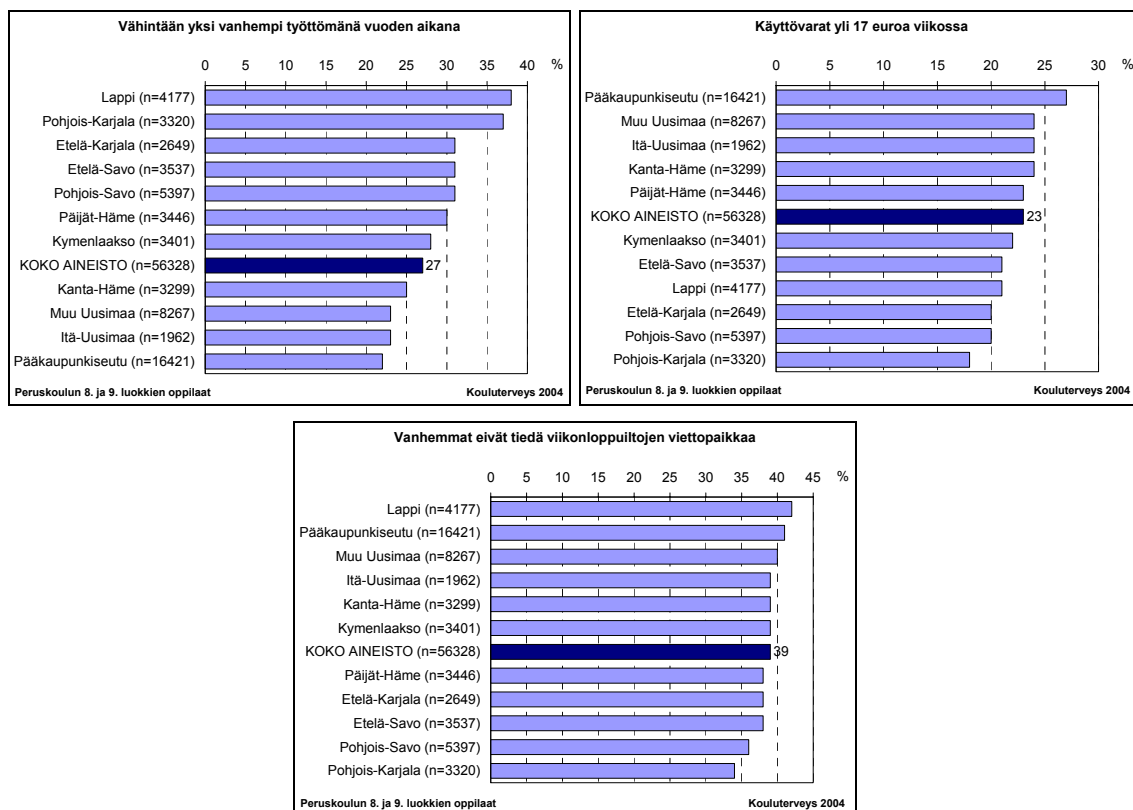 Vähintään yksi vanhempi työttömänä vuoden aikana
0 5 10 15 20 25 30 35 40 %
Lappi (n=4177)
Pohjois-Karjala (n=3320)
Etelä-Karjala (n=2649)
Etelä-Savo (n=3537)
Pohjois-Savo (n=5397)
Päijät-Häme (n=3446)
Kymenlaakso (n=3401)
KOKO AINEISTO (n=56328) 27
Kanta-Häme (n=3299)
Muu Uusimaa (n=8267)
Itä-Uusimaa (n=1962)
Pääkaupunkiseutu (n=16421)
Peruskoulun 8. ja 9. luokkien oppilaat Kouluterveys 2004
Käyttövarat yli 17 euroa viikossa
0 5 10 15 20 25 30 %
Pääkaupunkiseutu (n=16421)
Muu Uusimaa (n=8267)
Itä-Uusimaa (n=1962)
Kanta-Häme (n=3299)
Päijät-Häme (n=3446)
KOKO AINEISTO (n=56328) 23
Kymenlaakso (n=3401)
Etelä-Savo (n=3537)
Lappi (n=4177)
Etelä-Karjala (n=2649)
Pohjois-Savo (n=5397)
Pohjois-Karjala (n=3320)
Peruskoulun 8. ja 9. luokkien oppilaat Kouluterveys 2004
Vanhemmat eivät tiedä viikonloppuiltojen viettopaikkaa
0 5 10 15 20 25 30 35 40 45 %
Lappi (n=4177)
Pääkaupunkiseutu (n=16421)
Muu Uusimaa (n=8267)
Itä-Uusimaa (n=1962)
Kanta-Häme (n=3299)
Kymenlaakso (n=3401)
KOKO AINEISTO (n=56328) 39
Päijät-Häme (n=3446)
Etelä-Karjala (n=2649)
Etelä-Savo (n=3537)
Pohjois-Savo (n=5397)
Pohjois-Karjala (n=3320)
Peruskoulun 8. ja 9. luokkien oppilaat Kouluterveys 2004